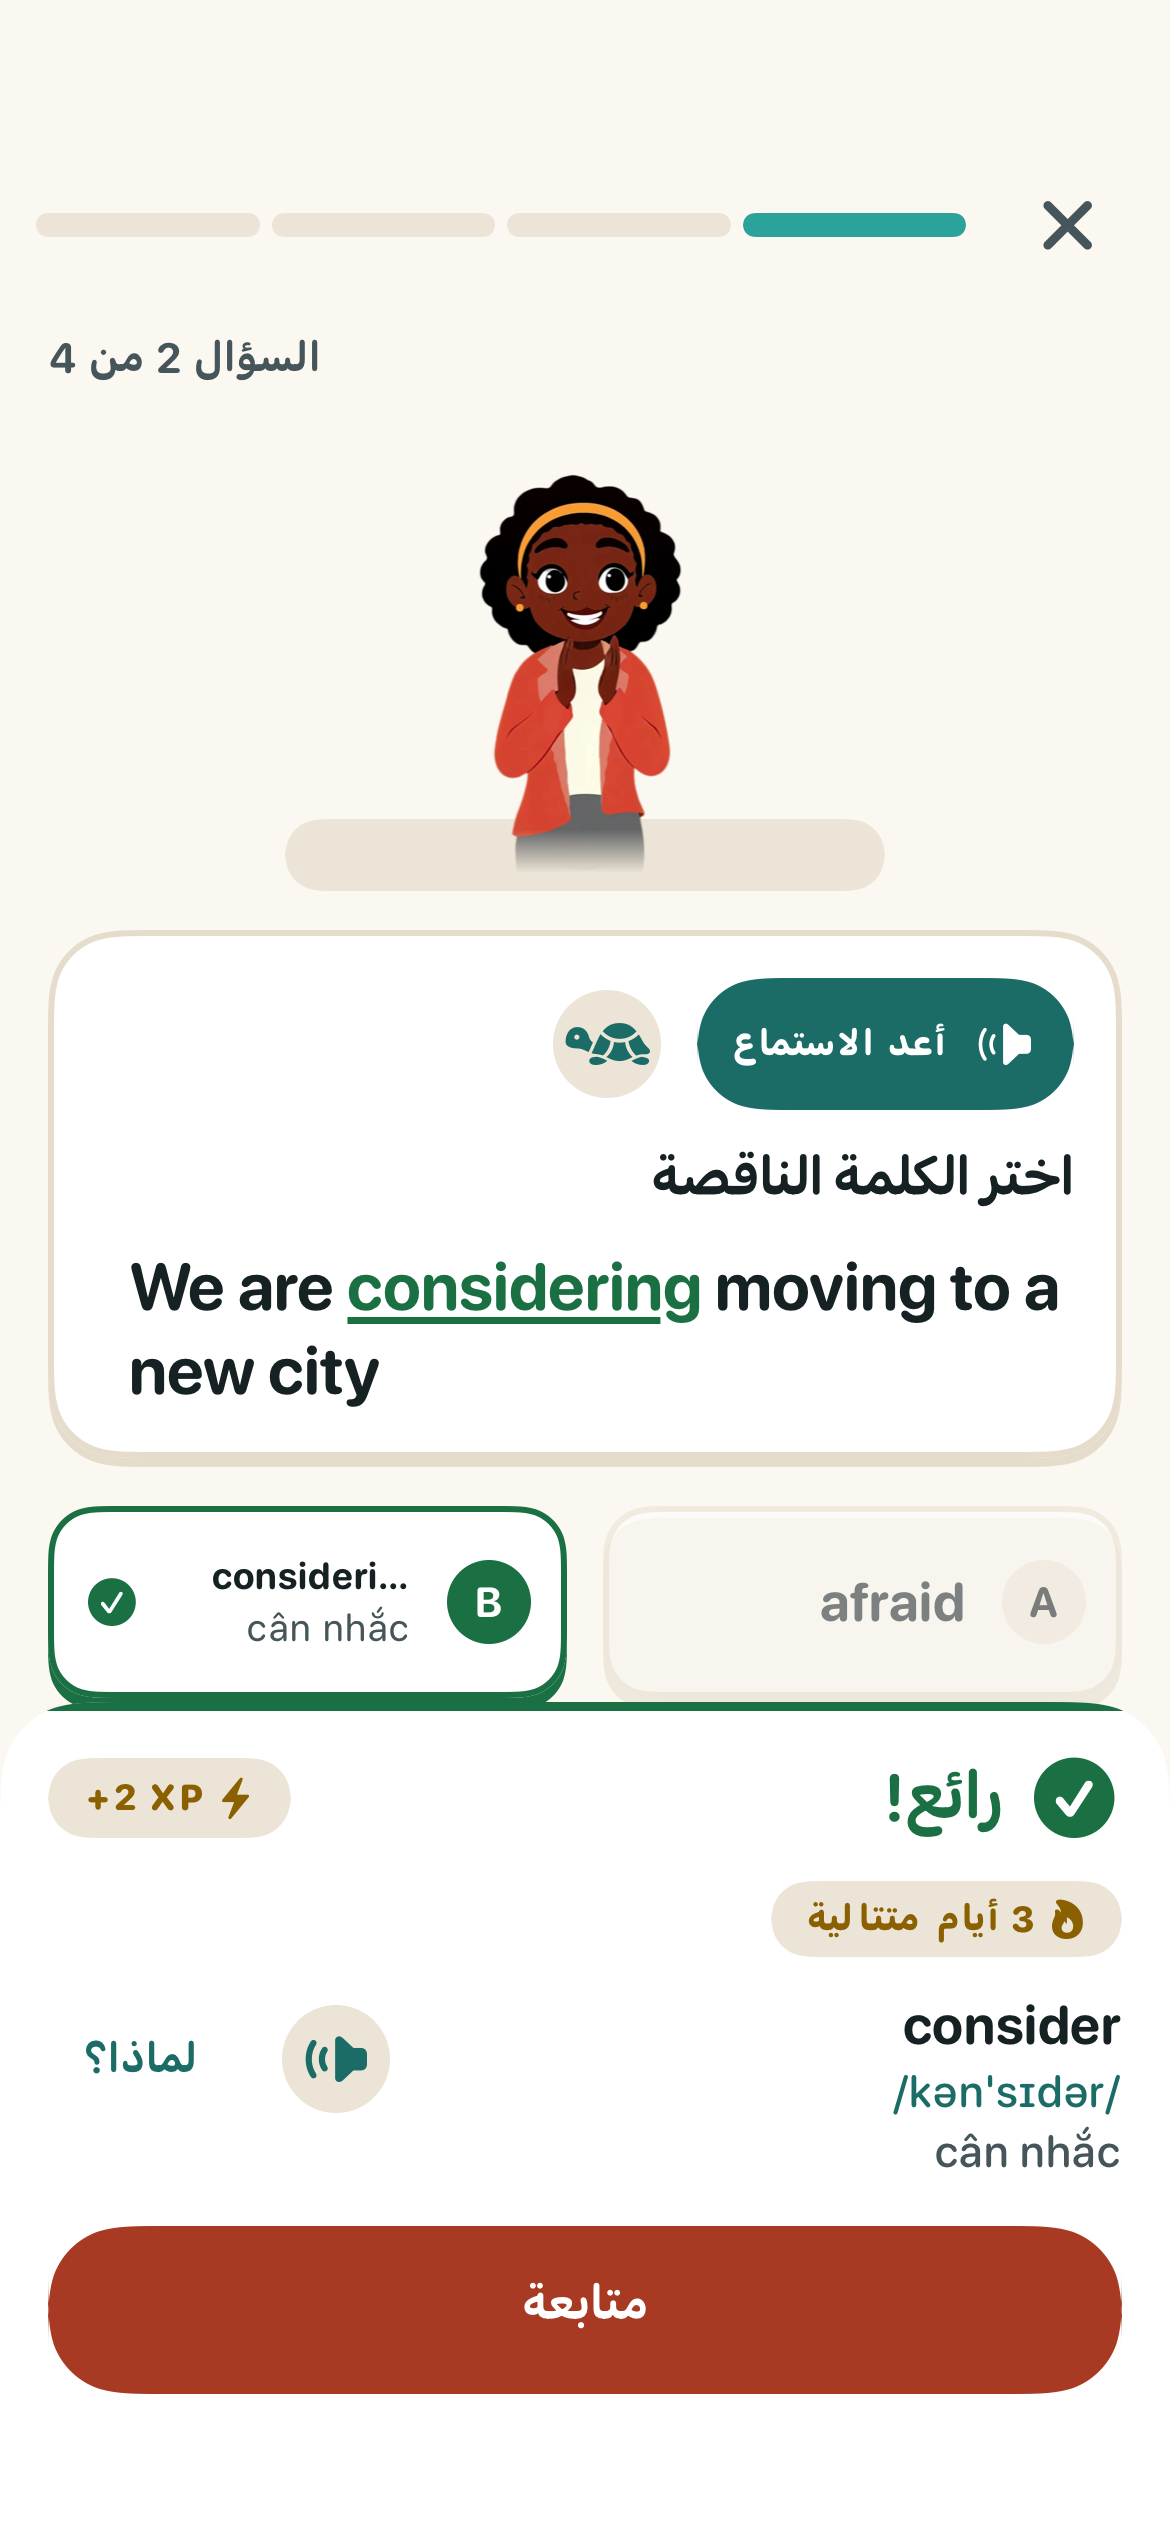 السؤال 2 من 4
أعد الاستماع
اختر الكلمة الناقصة
We are considering moving to a
new city
A
afraid
B
consideri...
cân nhắc
رائع!
+2 XP
3 أيام متتالية
consider
/kən'sɪdər/
cân nhắc
لماذا؟
متابعة